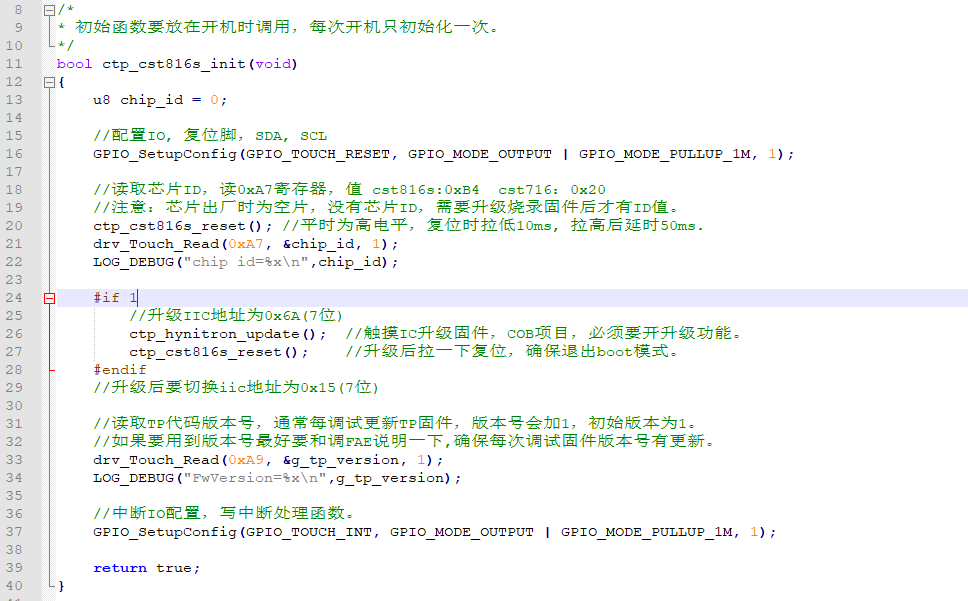 8 /*
9 * 初始函数要放在开机时调用，每次开机只初始化一次。
10 */
11 bool ctp_cst816s_init(void)
12 {
13 u8 chip_id = 0;
14
15 //配置IO, 复位脚，SDA, SCL
16 GPIO_SetupConfig(GPIO_TOUCH_RESET, GPIO_MODE_OUTPUT | GPIO_MODE_PULLUP_1M, 1);
17
18 //读取芯片ID，读0xA7寄存器，值 cst816s:0xB4  cst716: 0x20
19 //注意：芯片出厂时为空片，没有芯片ID，需要升级烧录固件后才有ID值。
20 ctp_cst816s_reset(); //平时为高电平，复位时拉低10ms, 拉高后延时50ms.
21 drv_Touch_Read(0xA7, &chip_id, 1);
22 LOG_DEBUG("chip id=%x\n",chip_id);
23
24 #if 1
25 //升级IIC地址为0x6A(7位)
26 ctp_hynitron_update();  //触摸IC升级固件，COB项目，必须要开升级功能。
27 ctp_cst816s_reset();    //升级后拉一下复位，确保退出boot模式。
28 #endif
29 //升级后要切换iic地址为0x15(7位)
30
31 //读取TP代码版本号，通常每调试更新TP固件，版本号会加1，初始版本为1。
32 //如果要用到版本号最好要和调FAE说明一下,确保每次调试固件版本号有更新。
33 drv_Touch_Read(0xA9, &g_tp_version, 1);
34 LOG_DEBUG("FwVersion=%x\n",g_tp_version);
35
36 //中断IO配置，写中断处理函数。
37 GPIO_SetupConfig(GPIO_TOUCH_INT, GPIO_MODE_OUTPUT | GPIO_MODE_PULLUP_1M, 1);
38
39 return true;
40 }